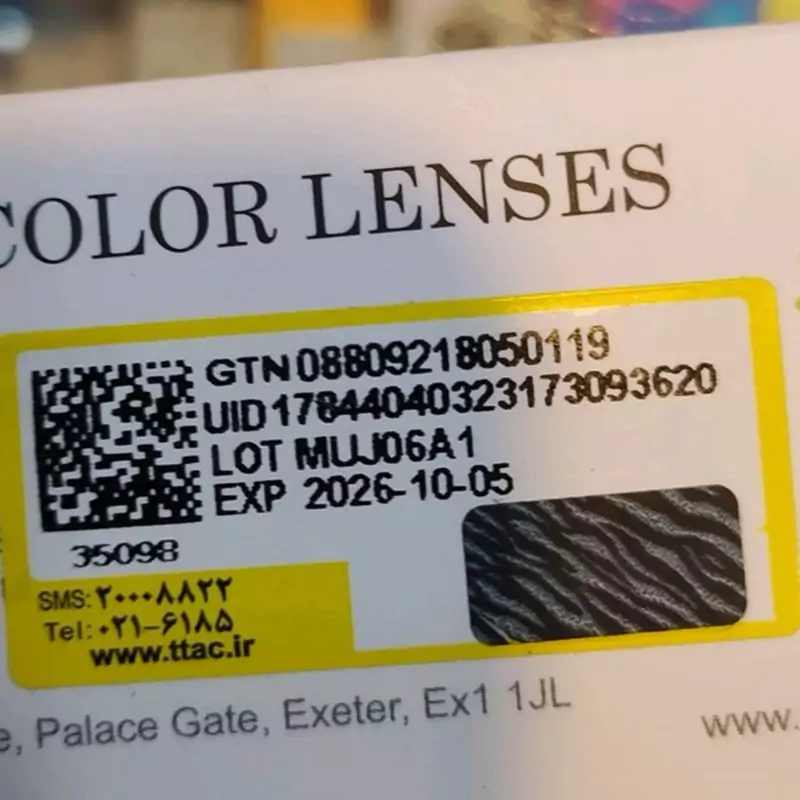 COLOR LENSES
GTN 08809218050119
UID 17844040323173093620
LOT MUJ06A1
EXP 2026-10-05
35098
SMS: ۲۰۰۰۸۸۲۲
Tel: ۰۲۱-۶۱۸۵
www.ttac.ir
Palace Gate, Exeter, Ex1 1JL
www.